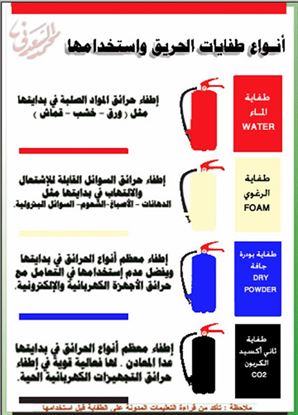 أنـواع طفايات الحريق واستخدامها
طفاية
المـاء
WATER
إطفاء حرائق المواد الصلبة في بدايتها
مثل ( ورق - خشب - قماش )
طفاية
الرغوي
FOAM
إطفاء حرائق السوائل القابلة للإشتعال
والالتهاب في بدايتها مثل
الدهانات - الأصباغ-الشعوم- السوائل البترولية.
طفاية بودرة
جافة
DRY
POWDER
إطفاء معظم أنواع الحرائق في بدايتها
ويفضل عدم إستخدامها في التعامل مع
حرائق الأجهزة الكهربائية والإلكترونية.
طفاية
ثاني أكسيد
الكربون
CO2
إطفاء معظم أنواع الحرائق في بدايتها
عدا المعادن . لها فعالية قوية في إطفاء
حرائق التجهيزات الكهربائية الحية.
ملاحظة : تأكد من قراءة التعليمات المدونة على الطفاية قبل استخدامها